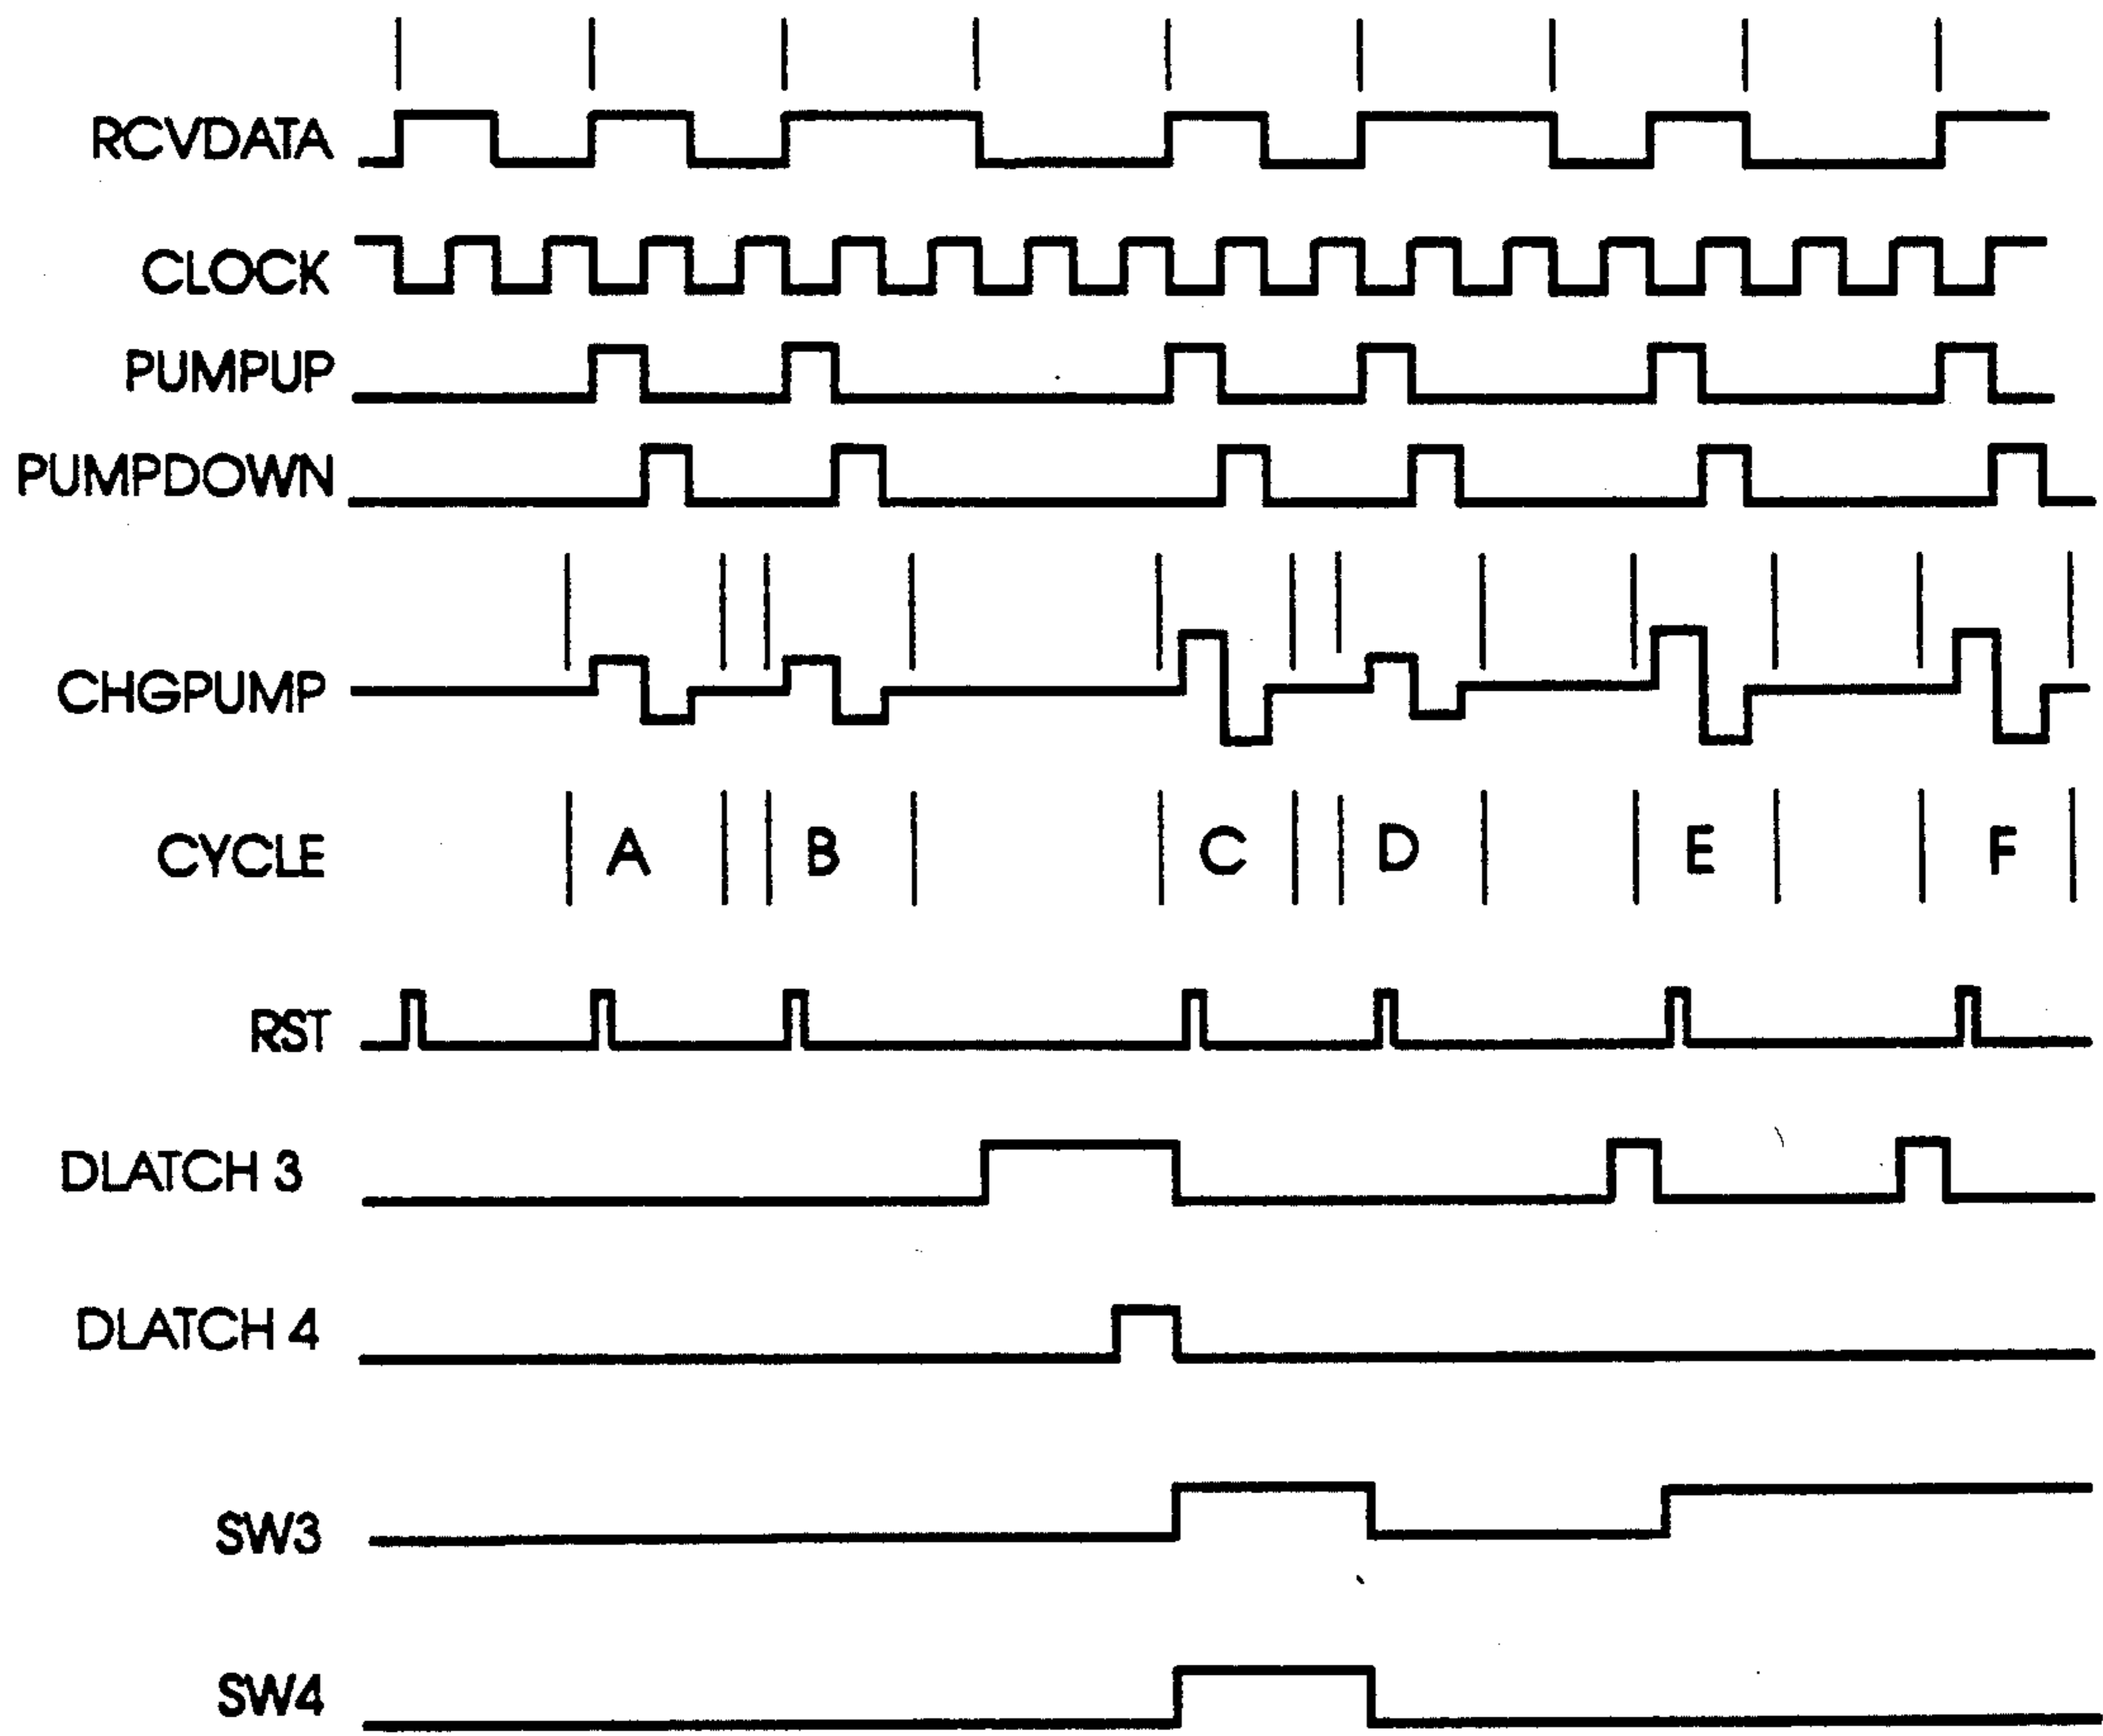 RCVDATA
CLOCK
PUMPUP
PUMPDOWN
CHGPUMP
CYCLE A B C D E F
RST
DLATCH 3
DLATCH 4
SW3
SW4